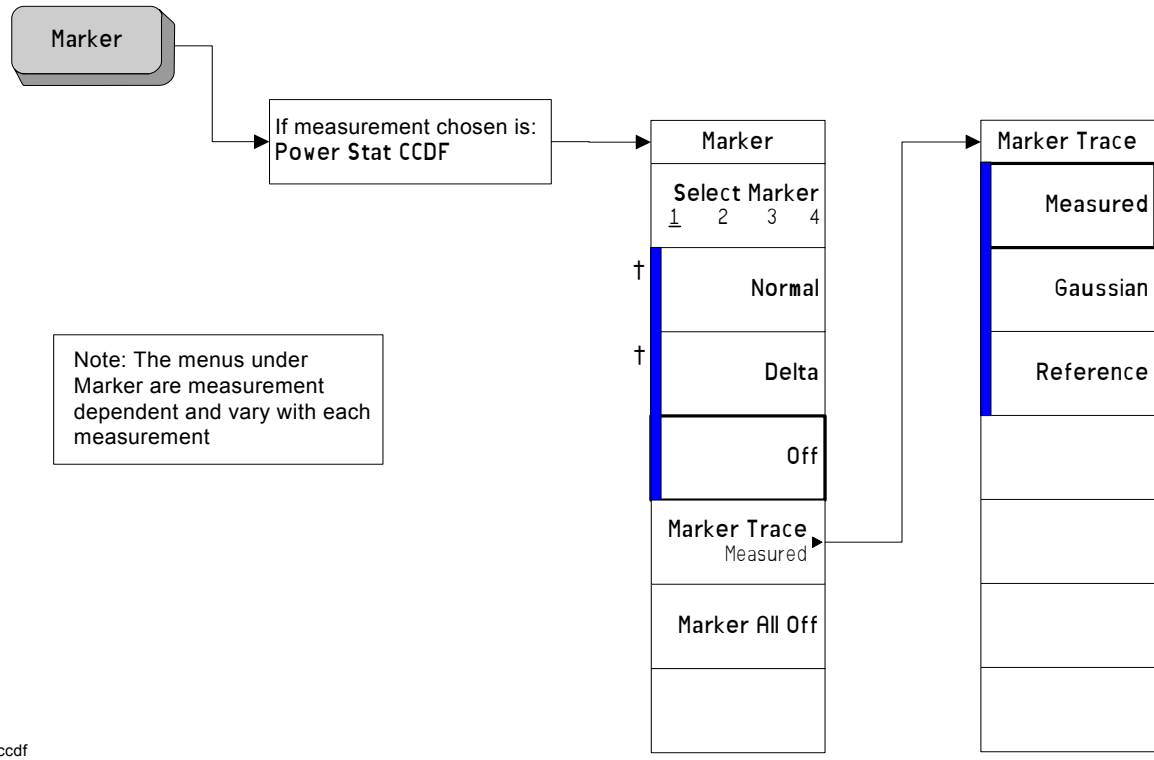 Marker
If measurement chosen is:
Power Stat CCDF
Note: The menus under
Marker are measurement
dependent and vary with each
measurement
Marker
Select Marker
1 2 3 4
†
Normal
†
Delta
Off
Marker Trace
Measured
Marker All Off
Marker Trace
Measured
Gaussian
Reference
ccdf